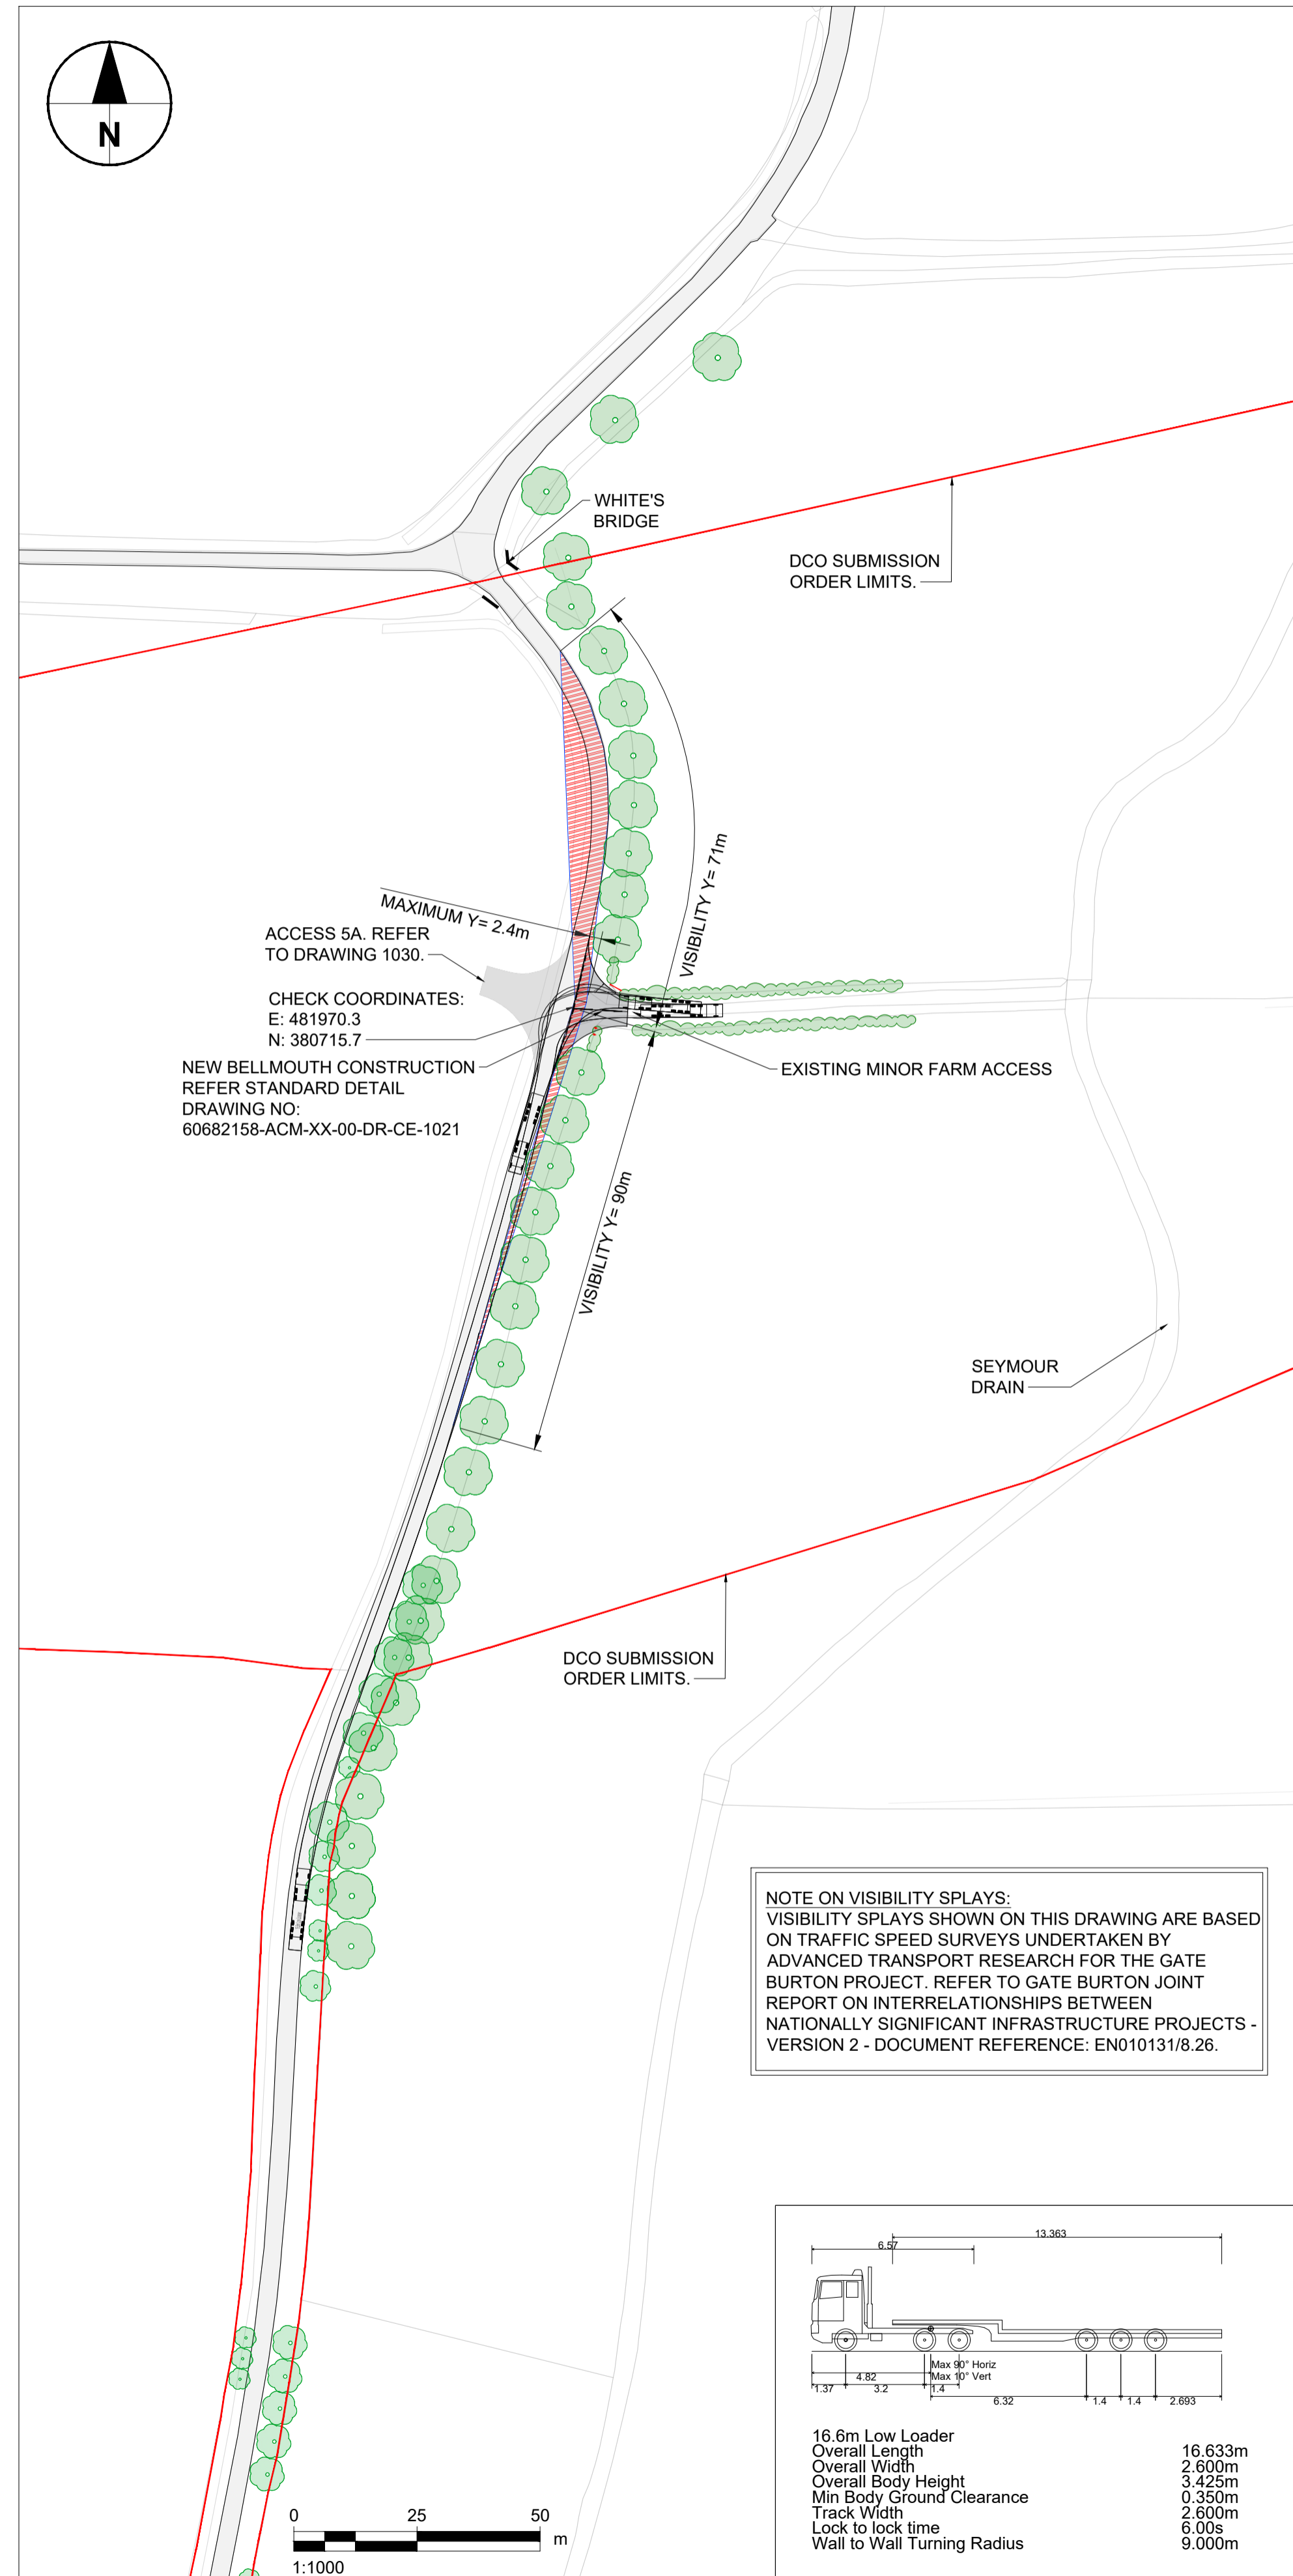 N
WHITE'S
BRIDGE
DCO SUBMISSION
ORDER LIMITS.
MAXIMUM Y= 2.4m
VISIBILITY Y= 71m
ACCESS 5A. REFER
TO DRAWING 1030.
CHECK COORDINATES:
E: 481970.3
N: 380715.7
NEW BELLMOUTH CONSTRUCTION
REFER STANDARD DETAIL
DRAWING NO:
60682158-ACM-XX-00-DR-CE-1021
EXISTING MINOR FARM ACCESS
VISIBILITY Y= 90m
SEYMOUR
DRAIN
DCO SUBMISSION
ORDER LIMITS.
NOTE ON VISIBILITY SPLAYS:
VISIBILITY SPLAYS SHOWN ON THIS DRAWING ARE BASED
ON TRAFFIC SPEED SURVEYS UNDERTAKEN BY
ADVANCED TRANSPORT RESEARCH FOR THE GATE
BURTON PROJECT. REFER TO GATE BURTON JOINT
REPORT ON INTERRELATIONSHIPS BETWEEN
NATIONALLY SIGNIFICANT INFRASTRUCTURE PROJECTS -
VERSION 2 - DOCUMENT REFERENCE: EN010131/8.26.
13.363
6.57
Max 90° Horiz
4.82 Max 10° Vert
1.37 3.2 1.4
6.32 1.4 1.4 2.693
16.6m Low Loader
Overall Length 16.633m
Overall Width 2.600m
Overall Body Height 3.425m
Min Body Ground Clearance 0.350m
Track Width 2.600m
Lock to lock time 6.00s
Wall to Wall Turning Radius 9.000m
0 25 50
m
1:1000